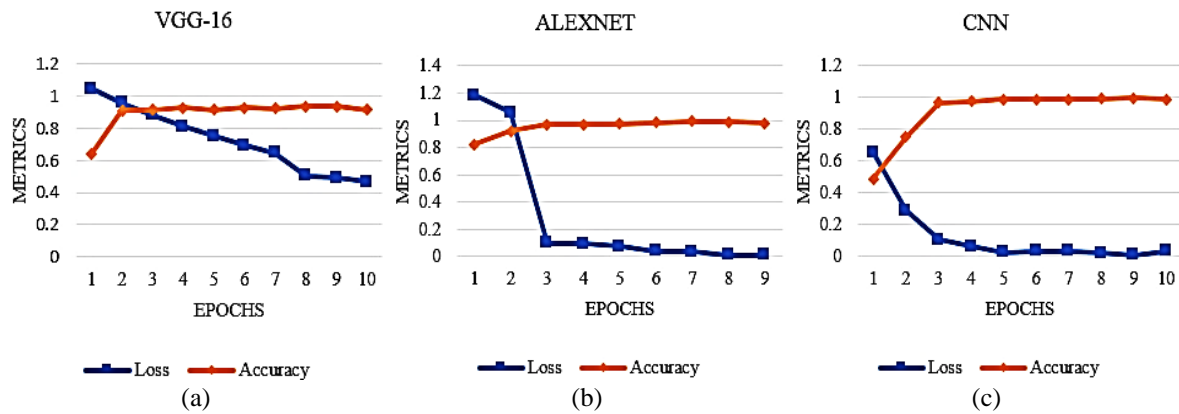 VGG-16
1.2
1
0.8
0.6
0.4
0.2
0
METRICS
1 2 3 4 5 6 7 8 9 10
EPOCHS
Loss Accuracy
(a)
ALEXNET
1.4
1.2
1
0.8
0.6
0.4
0.2
0
METRICS
1 2 3 4 5 6 7 8 9
EPOCHS
Loss Accuracy
(b)
CNN
1.2
1
0.8
0.6
0.4
0.2
0
METRICS
1 2 3 4 5 6 7 8 9 10
EPOCHS
Loss Accuracy
(c)